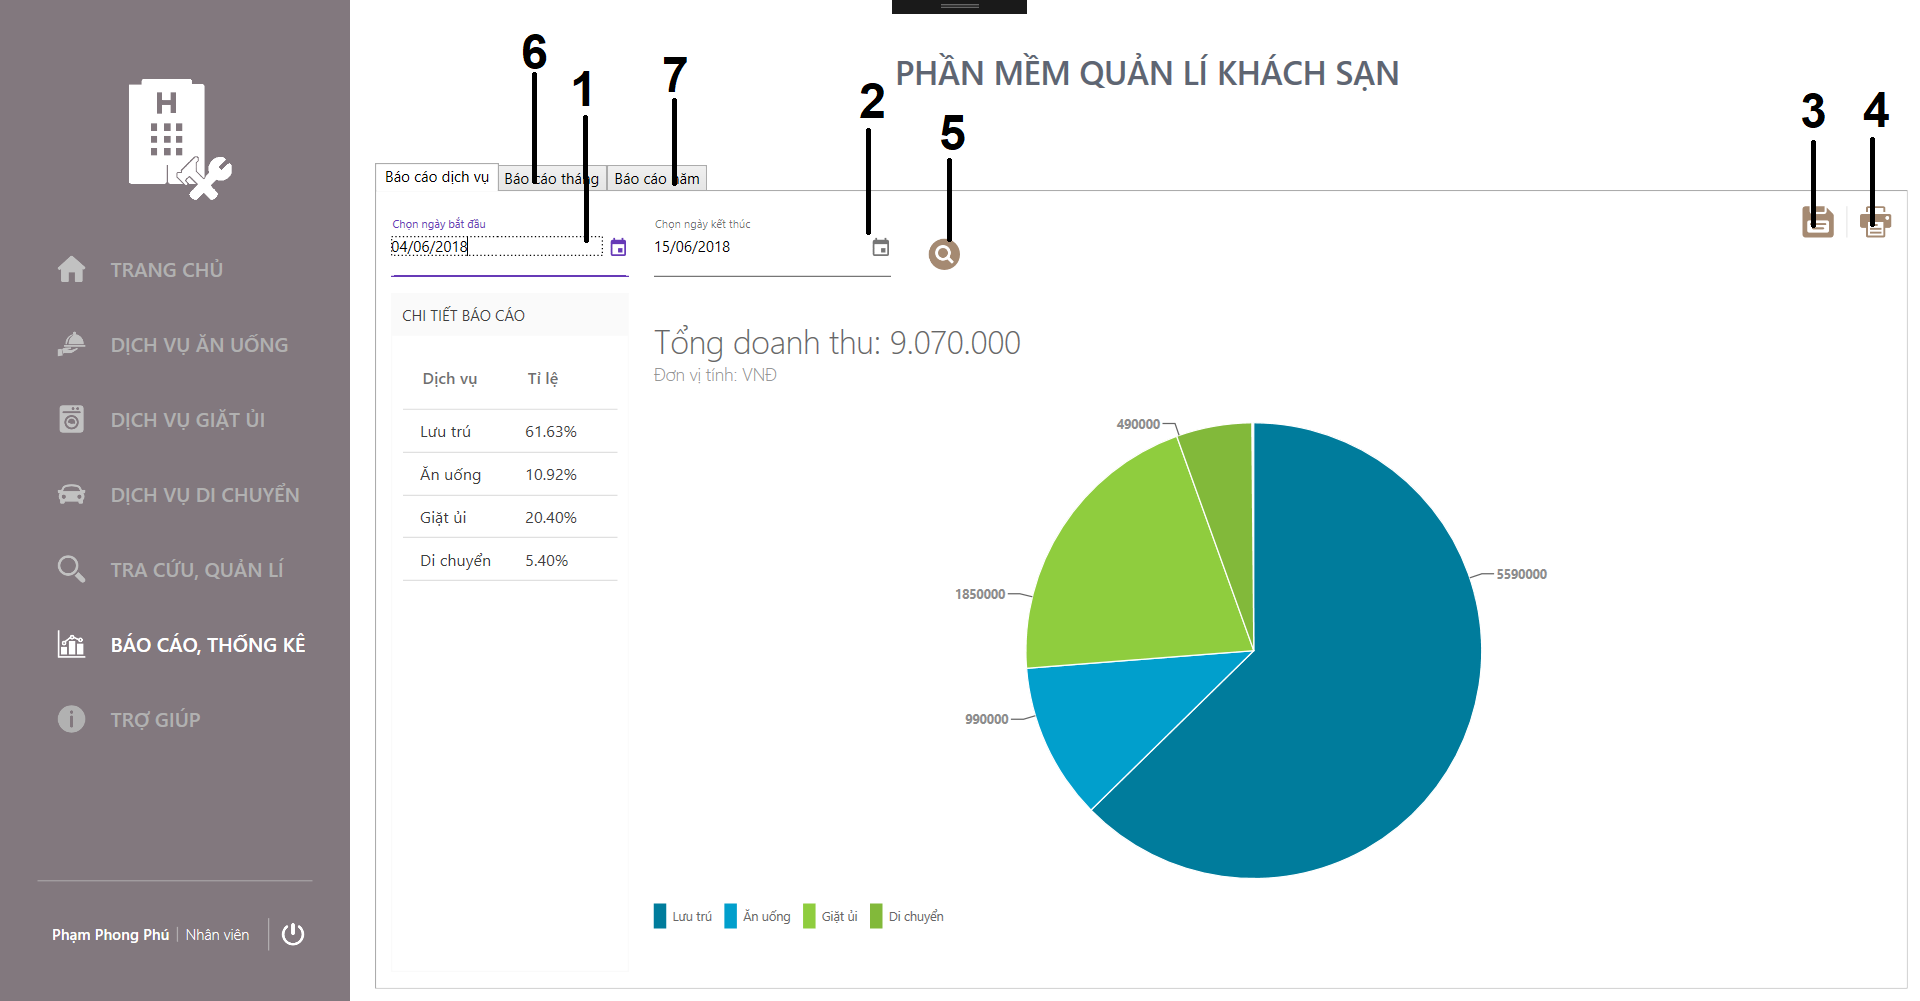 PHẦN MỀM QUẢN LÍ KHÁCH SẠN
6
1
7
2
5
3
4
H
TRANG CHỦ
DỊCH VỤ ĂN UỐNG
DỊCH VỤ GIẶT ỦI
DỊCH VỤ DI CHUYỂN
TRA CỨU, QUẢN LÍ
BÁO CÁO, THỐNG KÊ
TRỢ GIÚP
Phạm Phong Phú | Nhân viên
Báo cáo dịch vụ
Báo cáo tháng
Báo cáo năm
Chọn ngày bắt đầu
04/06/2018
Chọn ngày kết thúc
15/06/2018
CHI TIẾT BÁO CÁO
Dịch vụ Tỉ lệ
Lưu trú 61.63%
Ăn uống 10.92%
Giặt ủi 20.40%
Di chuyển 5.40%
Tổng doanh thu: 9.070.000
Đơn vị tính: VNĐ
490000
5590000
1850000
990000
Lưu trú Ăn uống Giặt ủi Di chuyển